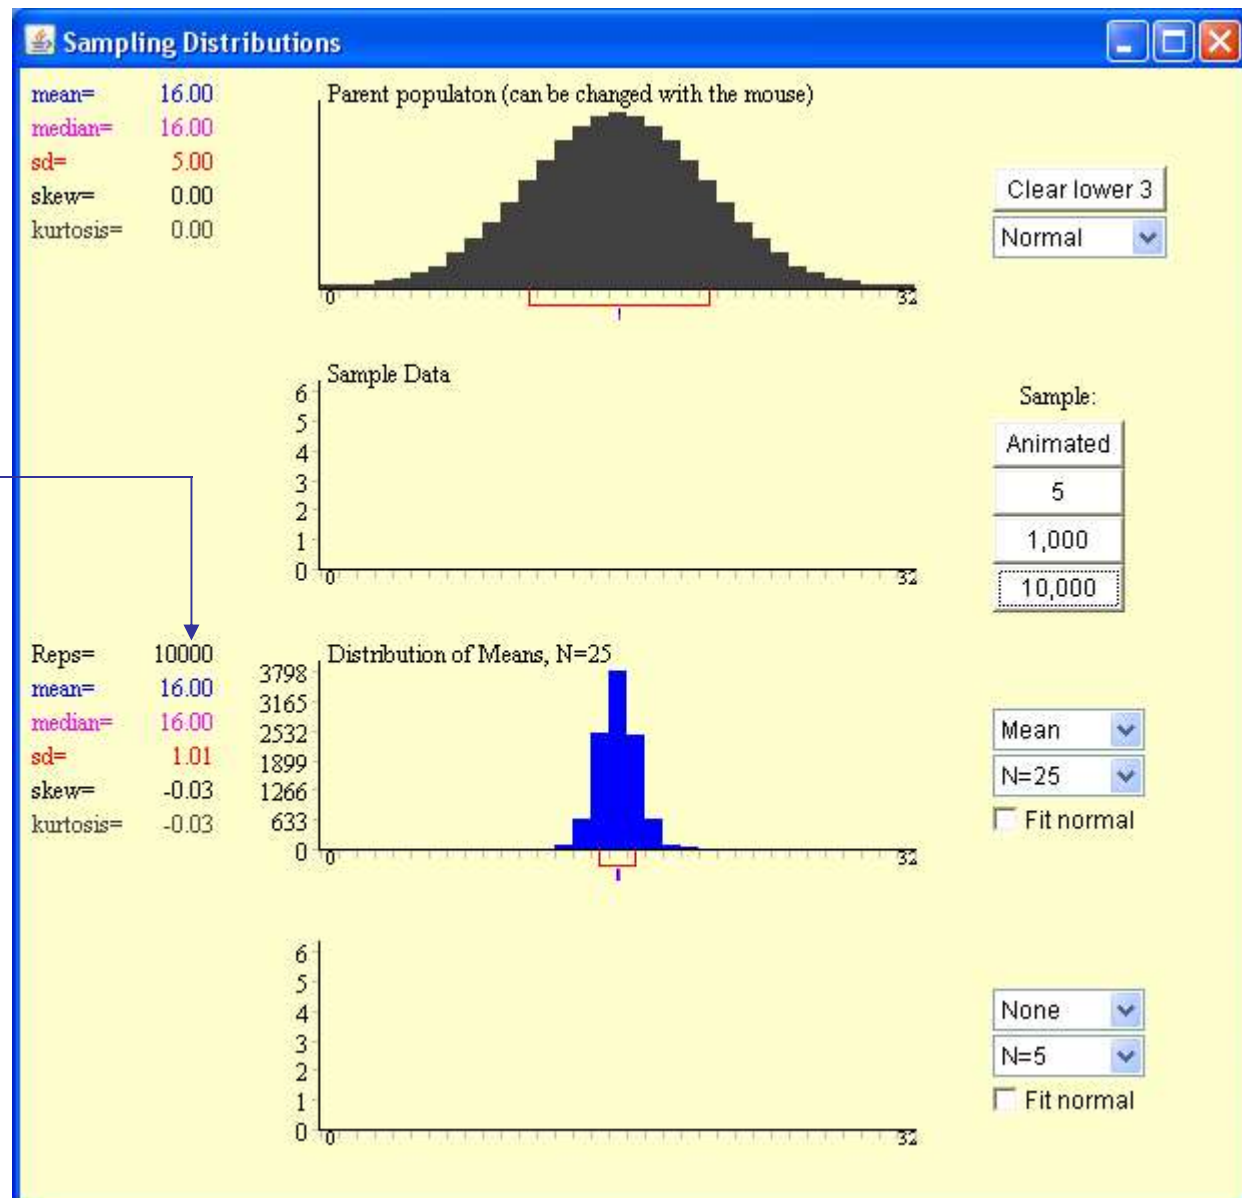 Sampling Distributions
mean= 16.00
median= 16.00
sd= 5.00
skew= 0.00
kurtosis= 0.00
Parent populaton (can be changed with the mouse)
0 32
Clear lower 3
Normal
Sample Data
6
5
4
3
2
1
0
0 32
Sample:
Animated
5
1,000
10,000
Reps= 10000
mean= 16.00
median= 16.00
sd= 1.01
skew= -0.03
kurtosis= -0.03
Distribution of Means, N=25
3798
3165
2532
1899
1266
633
0
0 32
Mean
N=25
Fit normal
6
5
4
3
2
1
0
0 32
None
N=5
Fit normal